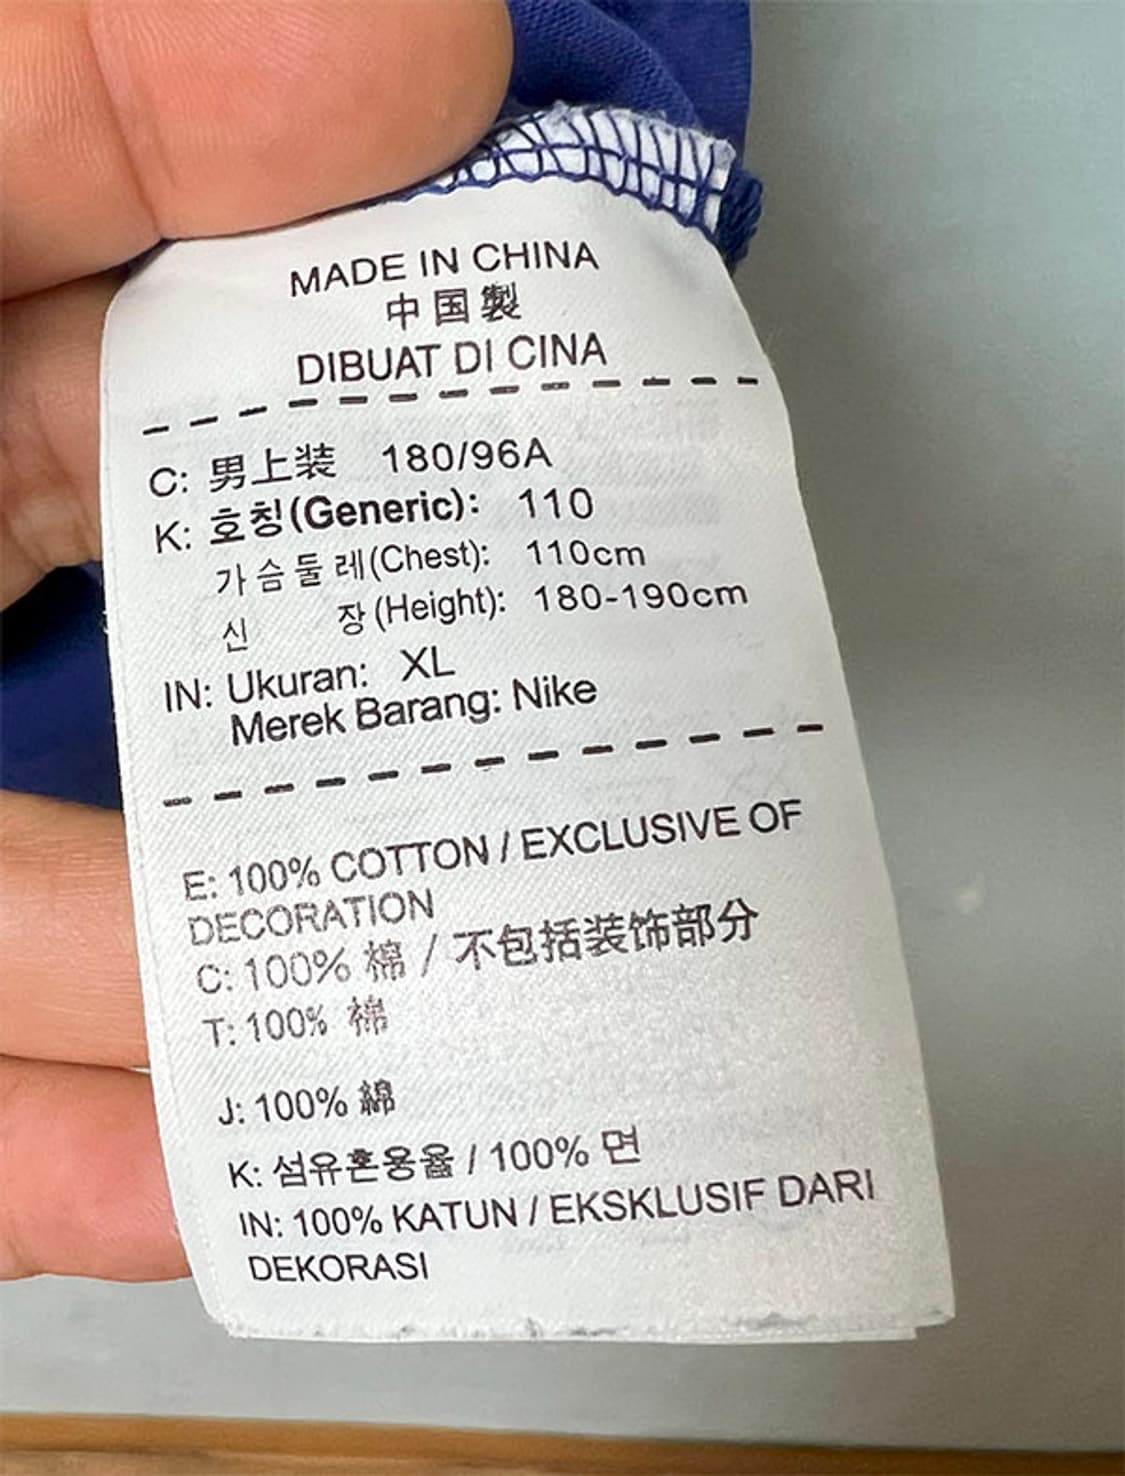 MADE IN CHINA
中国製
DIBUAT DI CINA
C: 男上装 180/96A
K: 호칭(Generic): 110
가슴둘레(Chest): 110cm
신 장(Height): 180-190cm
IN: Ukuran: XL
Merek Barang: Nike
E: 100% COTTON / EXCLUSIVE OF
DECORATION
C: 100% 棉 / 不包括装饰部分
T: 100% 棉
J: 100% 綿
K: 섬유혼용율 / 100% 면
IN: 100% KATUN / EKSKLUSIF DARI
DEKORASI